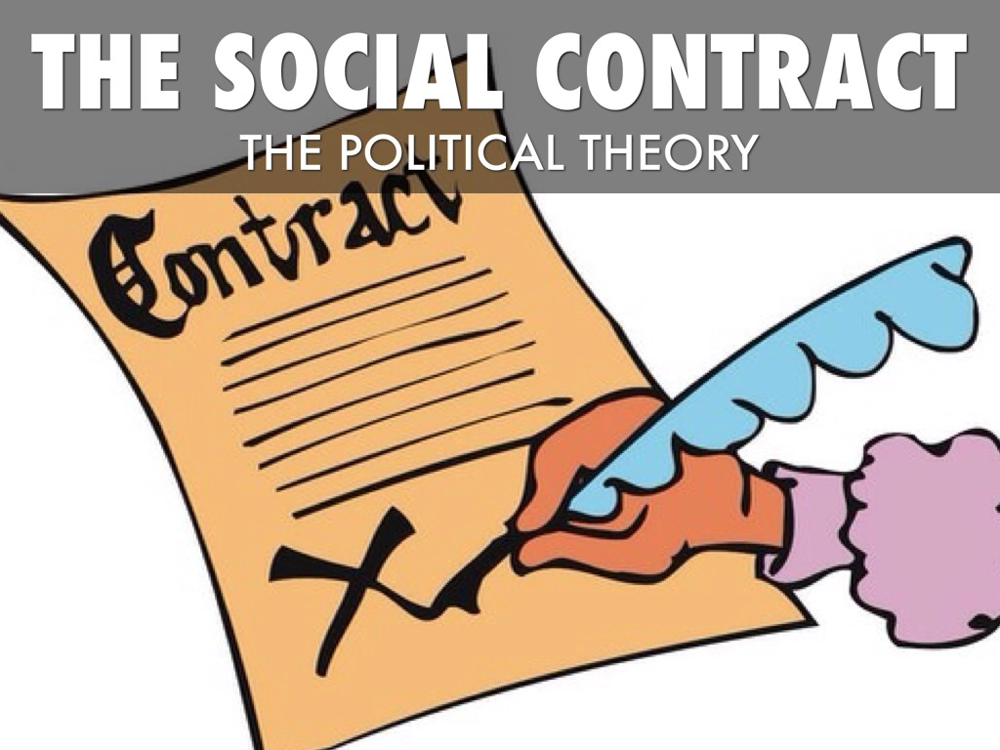 THE SOCIAL CONTRACT
THE POLITICAL THEORY
Contract
X